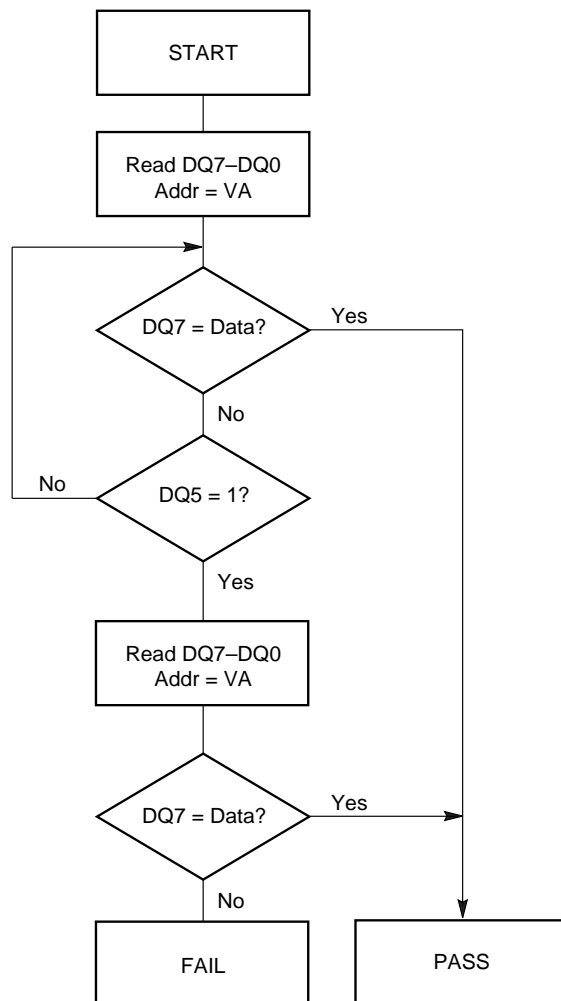 START
Read DQ7–DQ0
Addr = VA
DQ7 = Data?
Yes
No
No
DQ5 = 1?
Yes
Read DQ7–DQ0
Addr = VA
DQ7 = Data?
Yes
No
FAIL
PASS